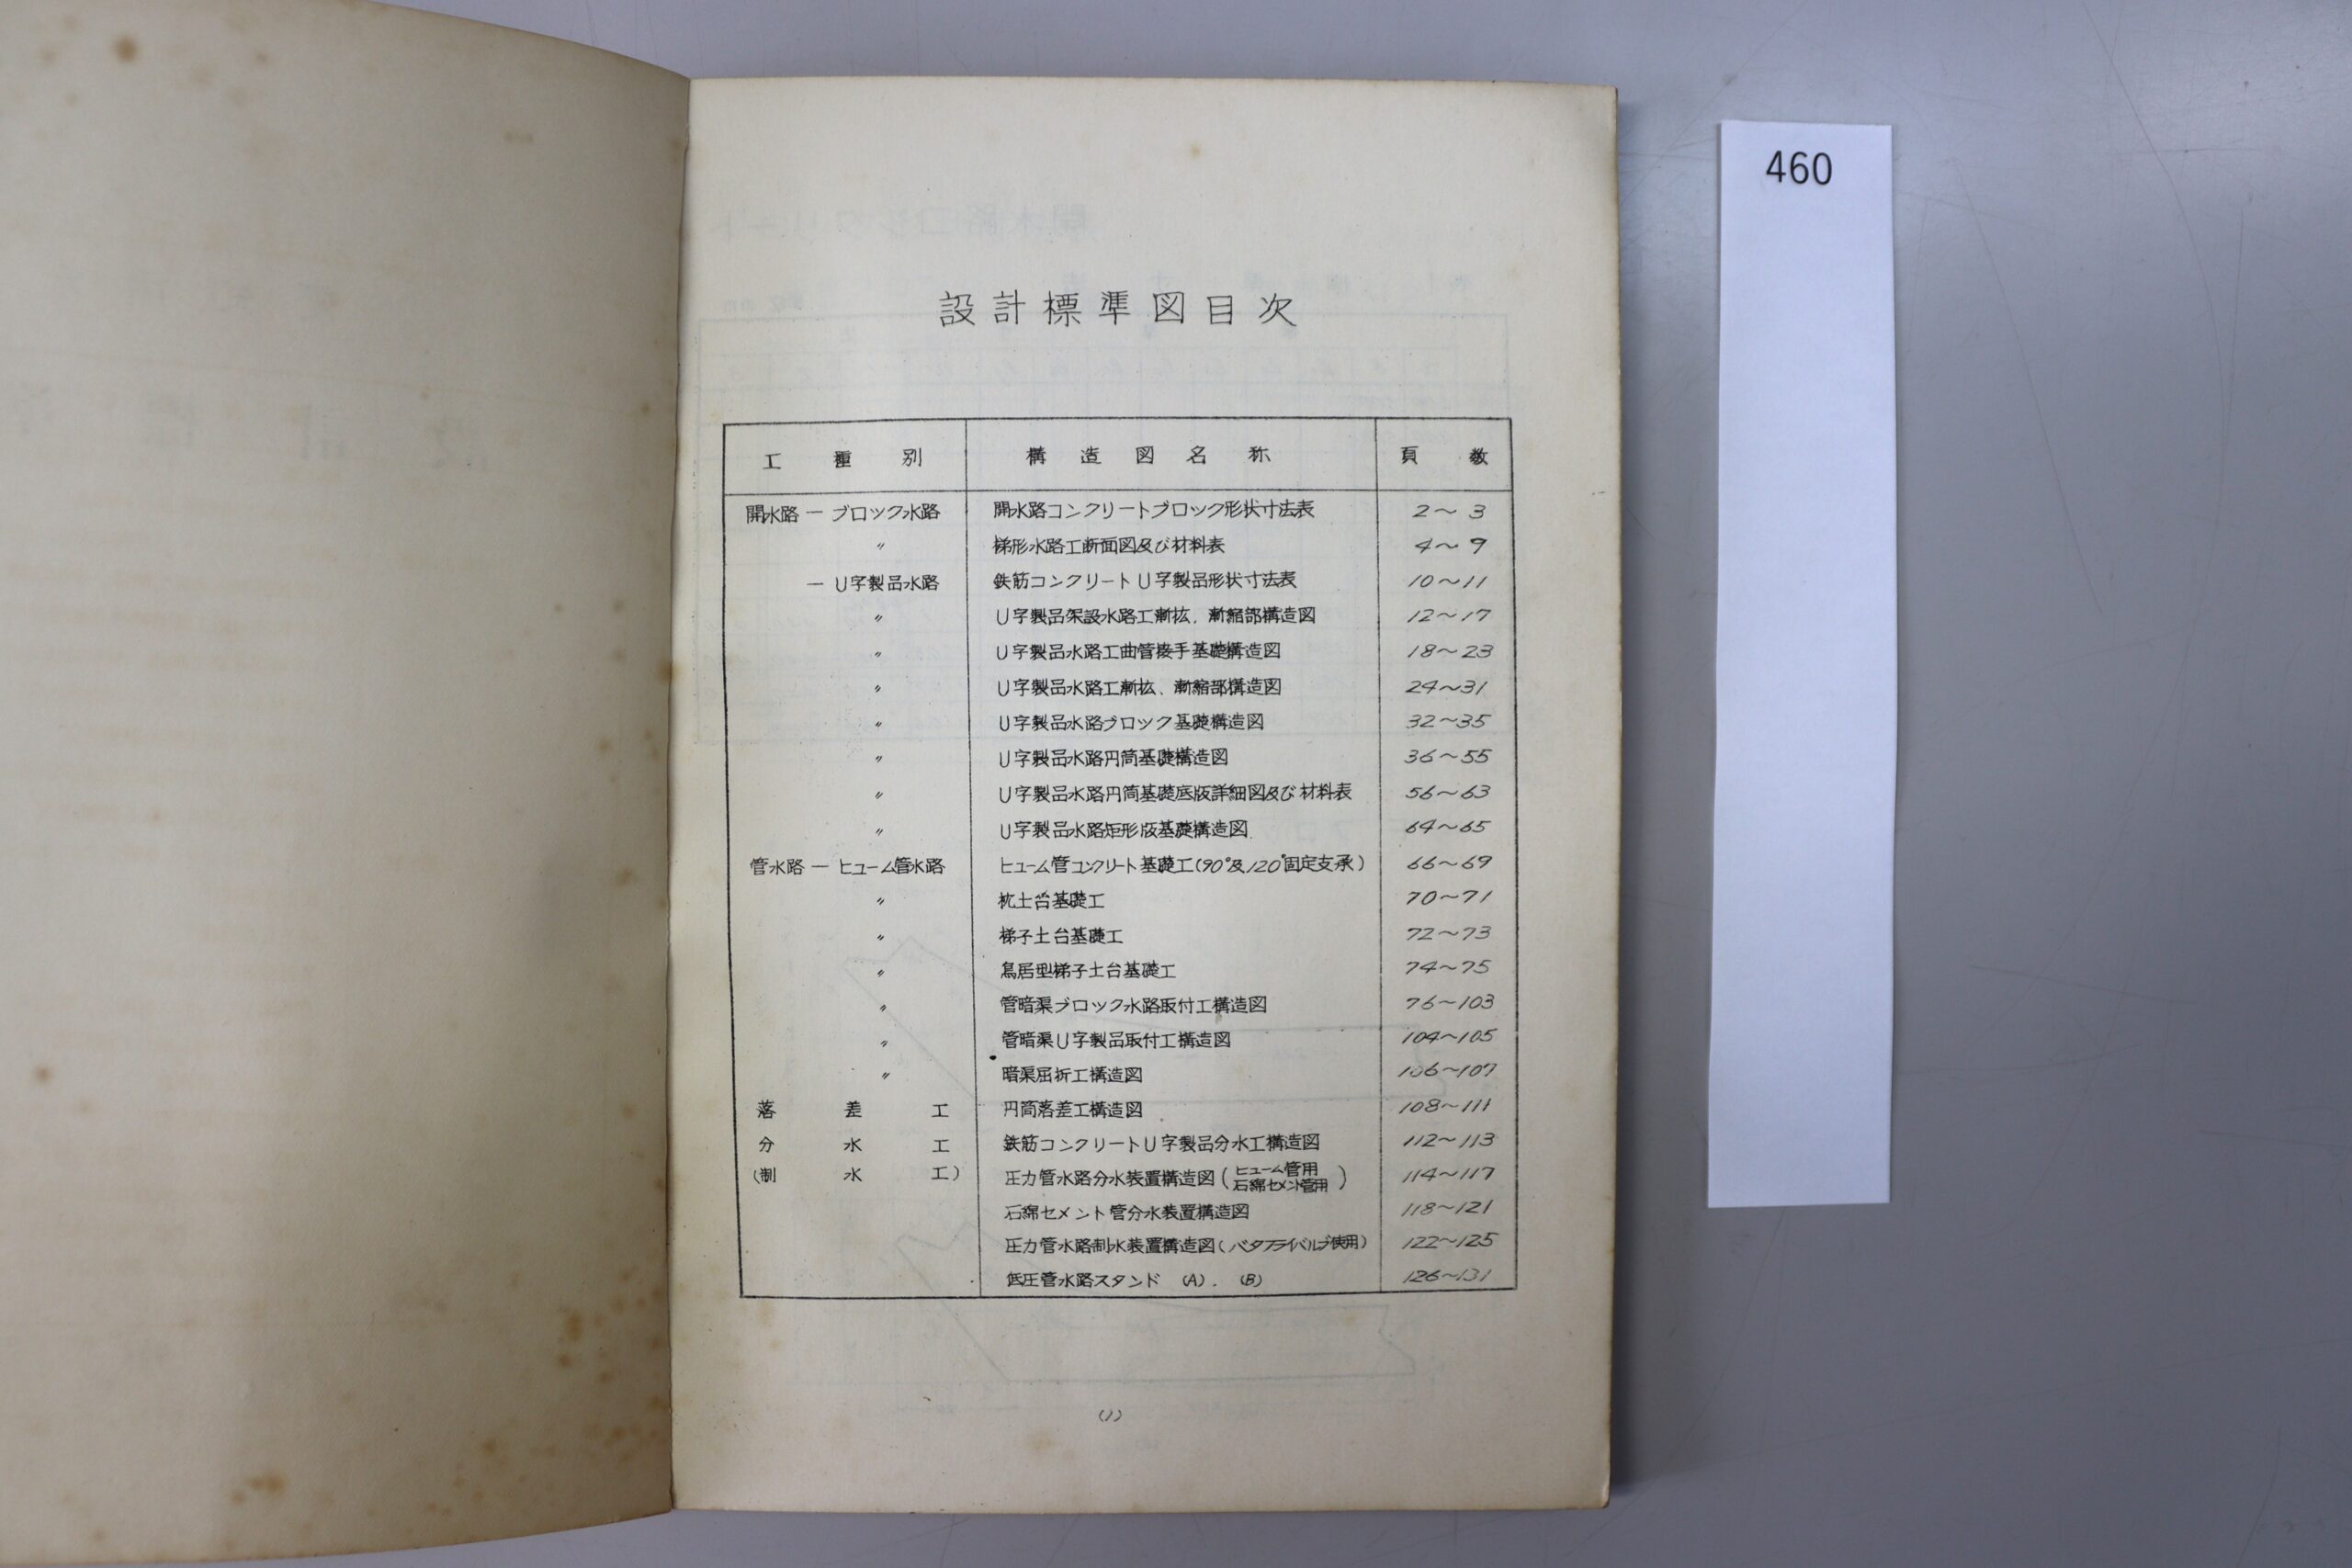 設計標準図目次
工種別 構造図名称 頁数
開水路 — ブロック水路 開水路コンクリートブロック形状寸法表 2～3
〃 梯形水路工断面図及び材料表 4～9
— U字製品水路 鉄筋コンクリートU字製品形状寸法表 10～11
〃 U字製品架設水路工漸拡、漸縮部構造図 12～17
〃 U字製品水路工曲管接手基礎構造図 18～23
〃 U字製品水路工漸拡、漸縮部構造図 24～31
〃 U字製品水路ブロック基礎構造図 32～35
〃 U字製品水路円筒基礎構造図 36～55
〃 U字製品水路円筒基礎底版詳細図及び材料表 56～63
〃 U字製品水路矩形版基礎構造図 64～65
管水路 — ヒューム管水路 ヒューム管コンクリート基礎工(90°及120°固定支承) 66～69
〃 枕土台基礎工 70～71
〃 梯子土台基礎工 72～73
〃 鳥居型梯子土台基礎工 74～75
〃 管暗渠ブロック水路取付工構造図 76～103
〃 管暗渠U字製品取付工構造図 104～105
〃 暗渠屈折工構造図 106～107
落差工 円筒落差工構造図 108～111
分水工 鉄筋コンクリートU字製品分水工構造図 112～113
(制水工) 圧力管水路分水装置構造図(ヒューム管用 石綿セメント管用) 114～117
石綿セメント管分水装置構造図 118～121
圧力管水路制水装置構造図(バタフライバルブ使用) 122～125
低圧管水路スタンド (A). (B) 126～131
(1)
460